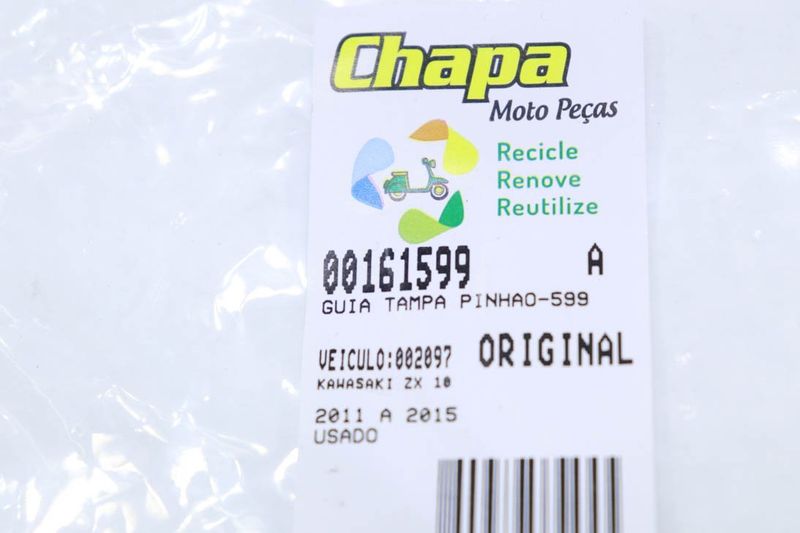 Chapa
Moto Peças
Recicle
Renove
Reutilize
00161599 A
GUIA TAMPA PINHAO-599
VEICULO:002097 ORIGINAL
KAWASAKI ZX 10
2011 A 2015
USADO